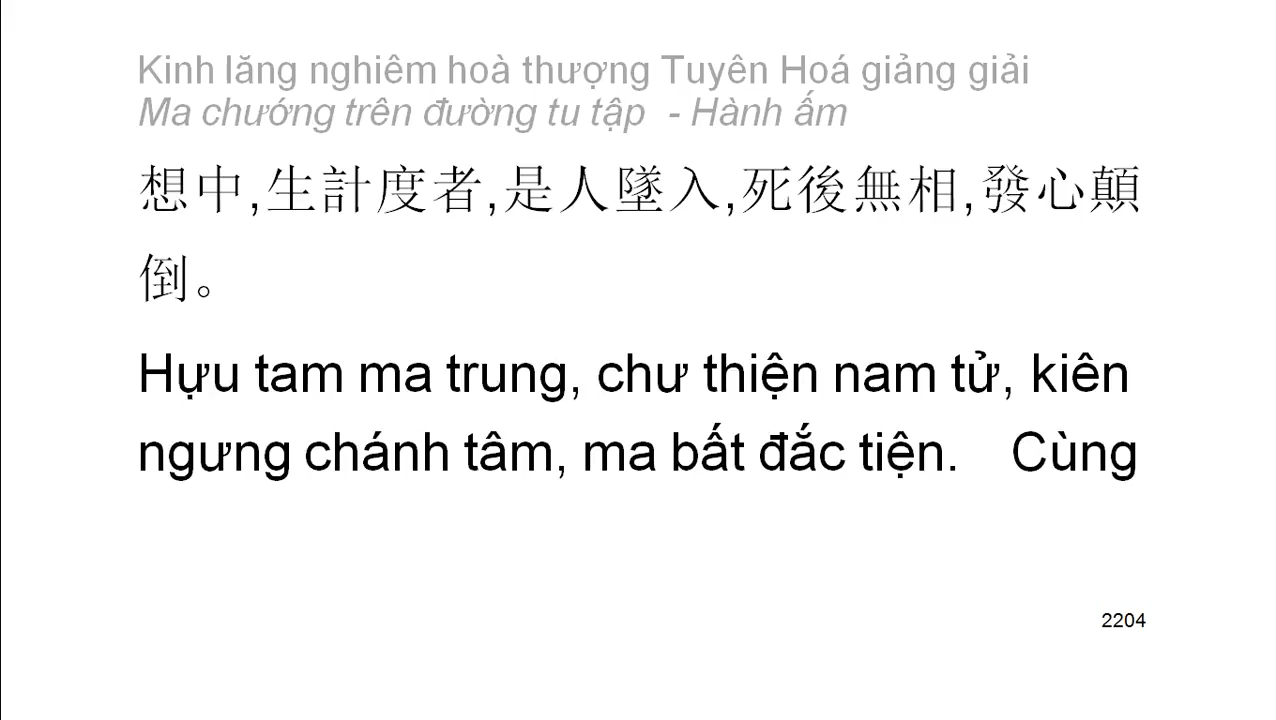 Kinh lăng nghiêm hoà thượng Tuyên Hoá giảng giải
Ma chướng trên đường tu tập - Hành ấm
想中,生計度者,是人墜入,死後無相,發心顛
倒。
Hựu tam ma trung, chư thiện nam tử, kiên
ngưng chánh tâm, ma bất đắc tiện. Cùng
2204